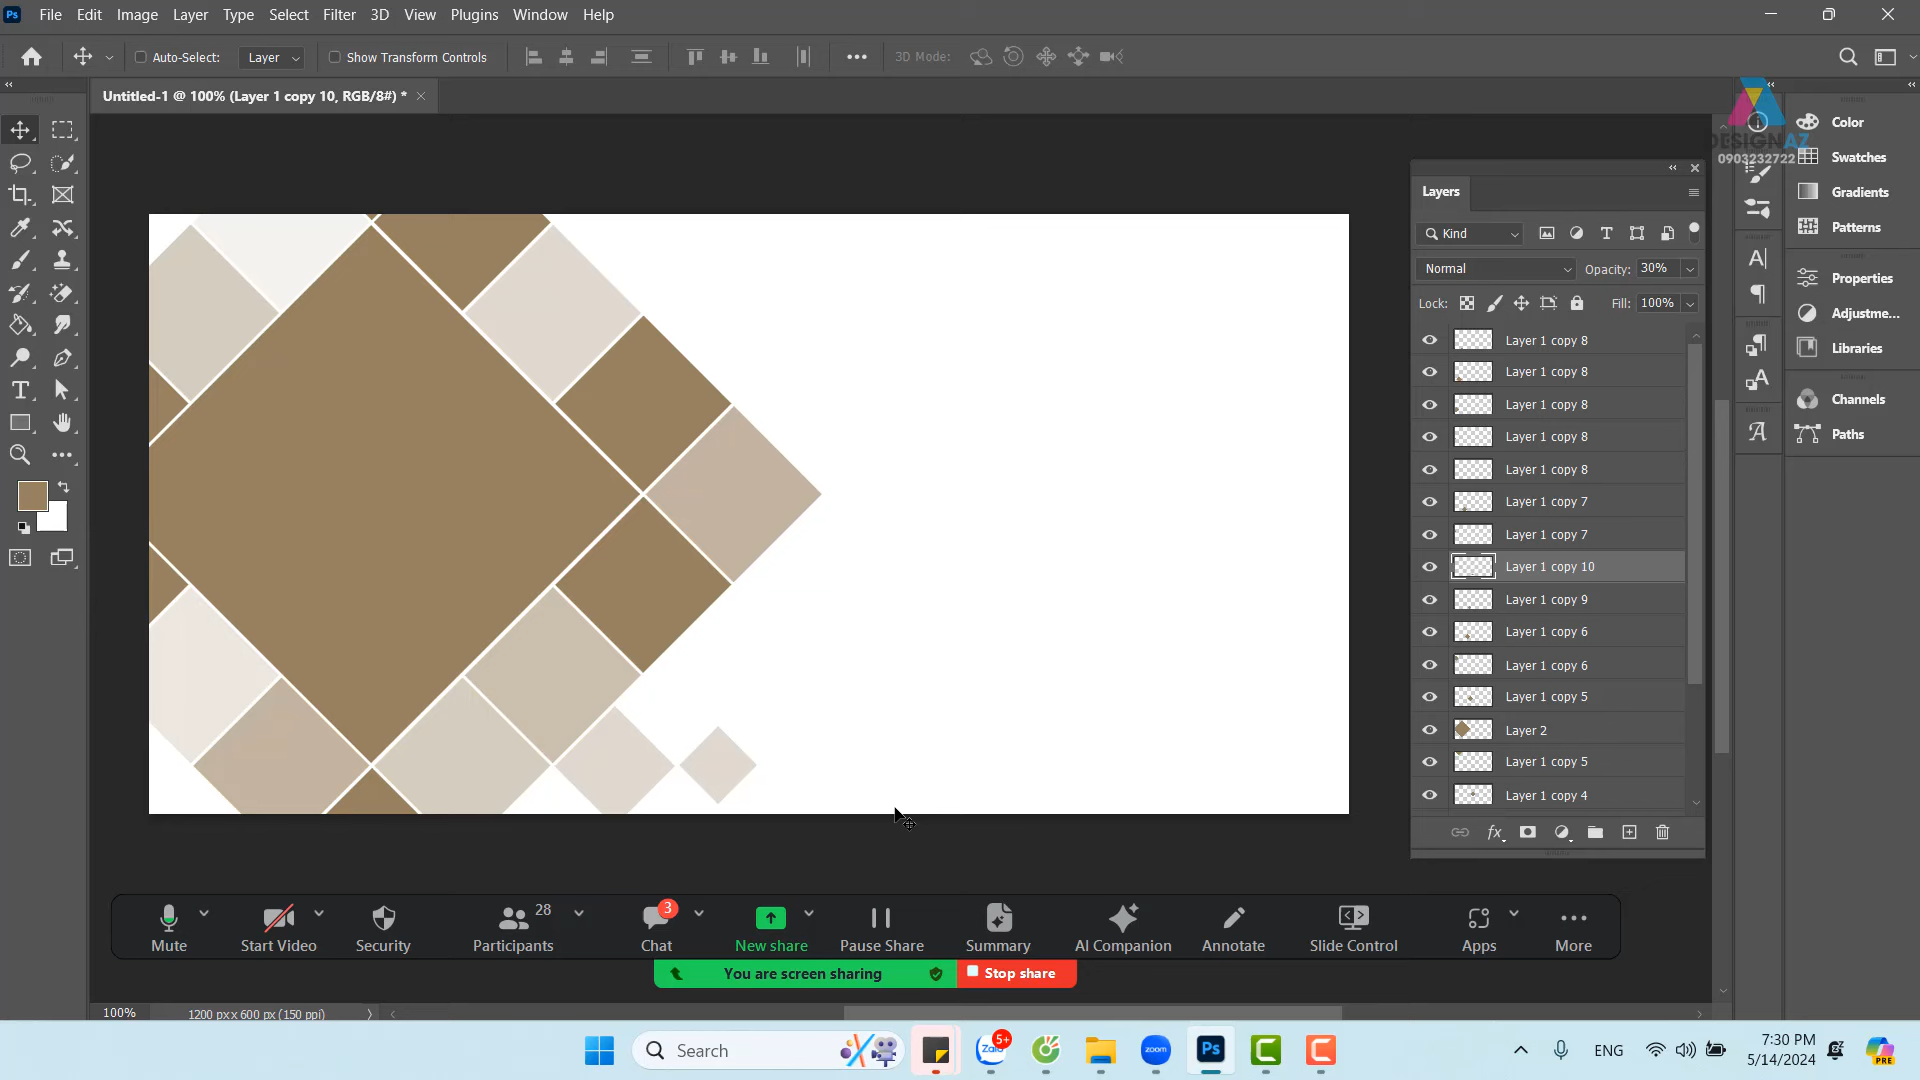 Ps File Edit Image Layer Type Select Filter 3D View Plugins Window Help
Auto-Select: Layer Show Transform Controls 3D Mode:
Untitled-1 @ 100% (Layer 1 copy 10, RGB/8#) *
DESIGN AZ
0903232722
Color
Swatches
Gradients
Patterns
Properties
Adjustme...
Libraries
Channels
Paths
Layers
Kind
Normal Opacity: 30%
Lock: Fill: 100%
Layer 1 copy 8
Layer 1 copy 8
Layer 1 copy 8
Layer 1 copy 8
Layer 1 copy 8
Layer 1 copy 7
Layer 1 copy 7
Layer 1 copy 10
Layer 1 copy 9
Layer 1 copy 6
Layer 1 copy 6
Layer 1 copy 5
Layer 2
Layer 1 copy 5
Layer 1 copy 4
fx
28 3
Mute Start Video Security Participants Chat New share Pause Share Summary AI Companion Annotate Slide Control Apps More
You are screen sharing Stop share
100% 1200 px x 600 px (150 ppi)
Search Zalo 5+ zoom Ps ENG 7:30 PM
5/14/2024 PRE